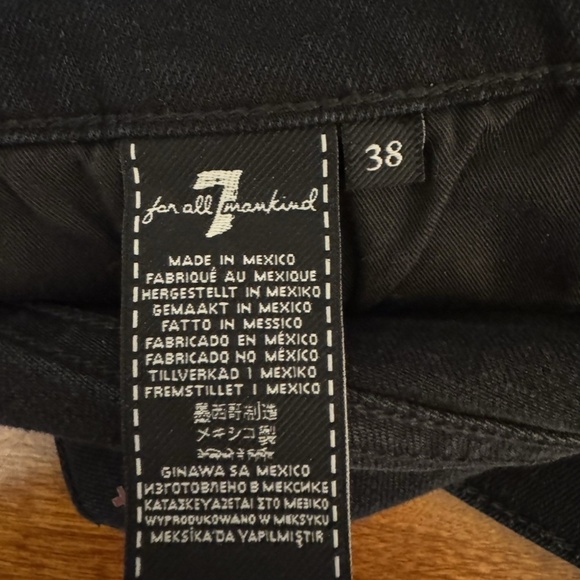 38
7
for all mankind
MADE IN MEXICO
FABRIQUÉ AU MEXIQUE
HERGESTELLT IN MEXIKO
GEMAAKT IN MEXICO
FATTO IN MESSICO
FABRICADO EN MÉXICO
FABRICADO NO MÉXICO
TILLVERKAD I MEXIKO
FREMSTILLET I MEXICO
墨西哥制造
メキシコ製
GINAWA SA MEXICO
ИЗГОТОВЛЕНО В МЕКСИКЕ
ΚΑΤΑΣΚΕΥΑΖΕΤΑΙ ΣΤΟ ΜΕΞΙΚΟ
WYPRODUKOWANO W MEKSYKU
MEKSİKA'DA YAPILMIŞTIR